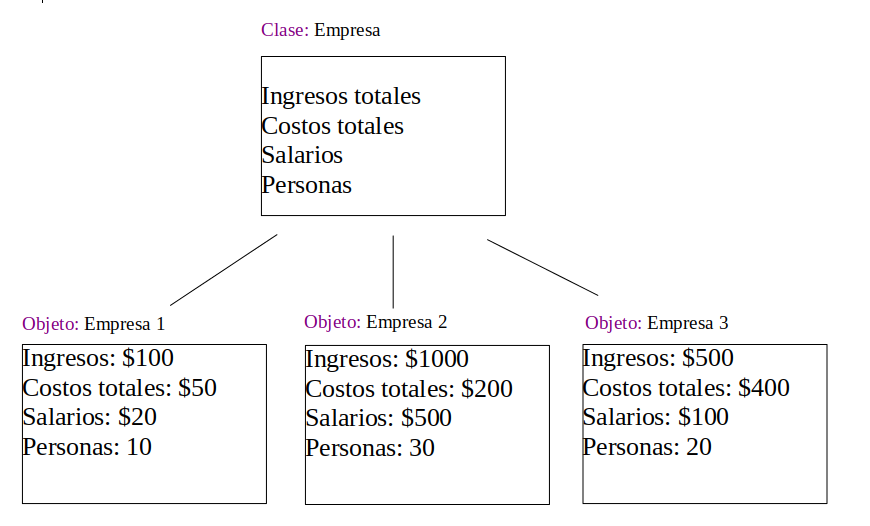 Clase: Empresa
Ingresos totales
Costos totales
Salarios
Personas
Objeto: Empresa 1
Ingresos: $100
Costos totales: $50
Salarios: $20
Personas: 10
Objeto: Empresa 2
Ingresos: $1000
Costos totales: $200
Salarios: $500
Personas: 30
Objeto: Empresa 3
Ingresos: $500
Costos totales: $400
Salarios: $100
Personas: 20